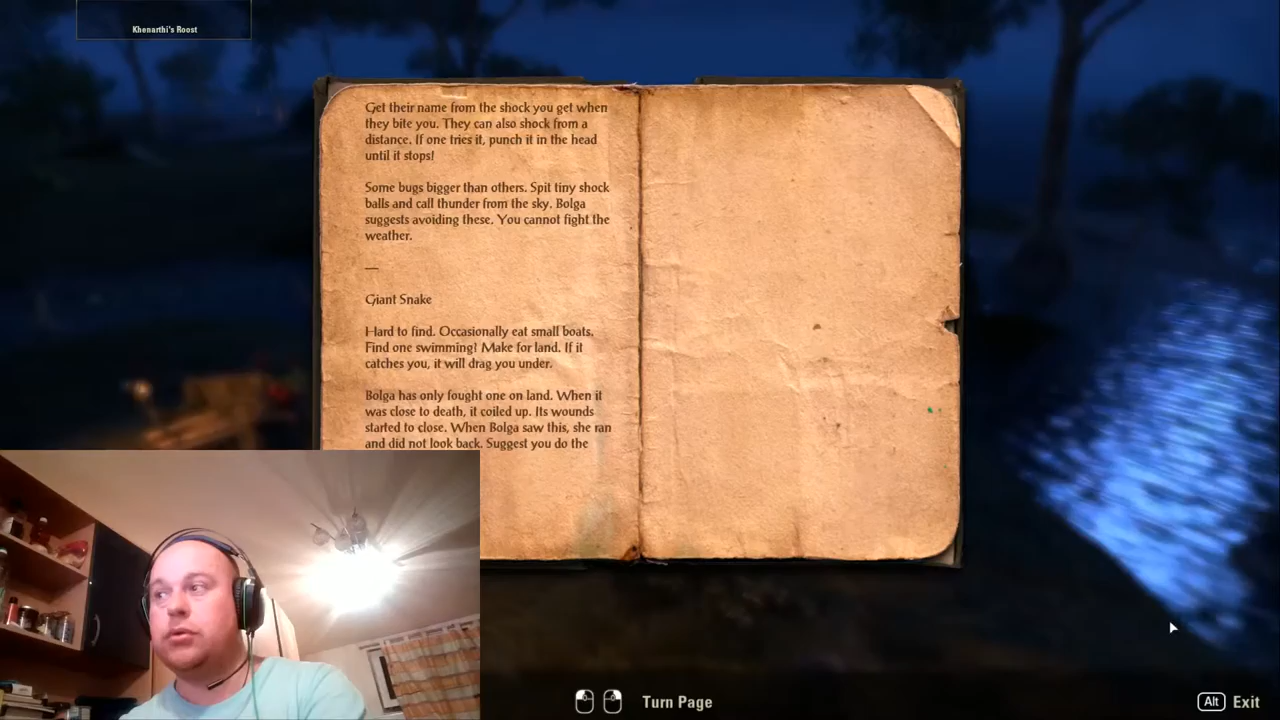 Khenarthi's Roost
Get their name from the shock you get when
they bite you. They can also shock from a
distance. If one tries it, punch it in the head
until it stops!
Some bugs bigger than others. Spit tiny shock
balls and call thunder from the sky. Bolga
suggests avoiding these. You cannot fight the
weather.
—
Giant Snake
Hard to find. Occasionally eat small boats.
Find one swimming? Make for land. If it
catches you, it will drag you under.
Bolga has only fought one on land. When it
was close to death, it coiled up. Its wounds
started to close. When Bolga saw this, she ran
and did not look back. Suggest you do the
Turn Page
Alt Exit